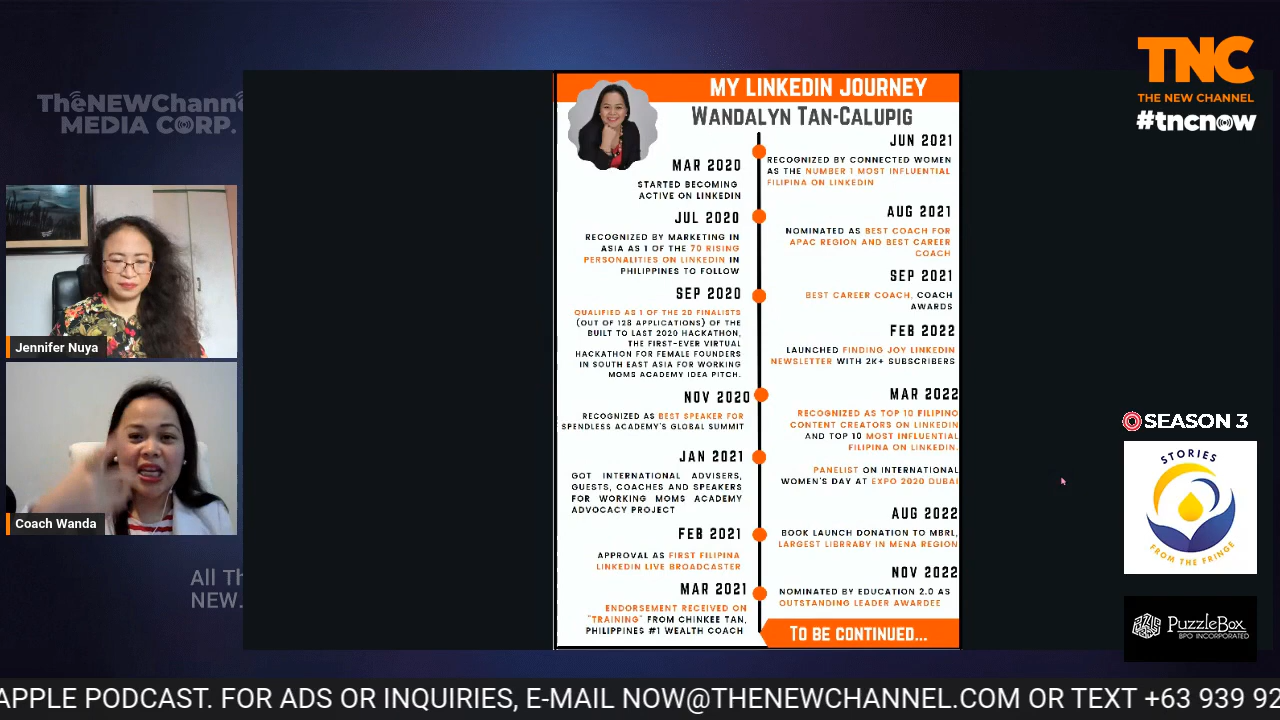 TheNEWChanne
MEDIA CORP.
Jennifer Nuya
Coach Wanda
All Th
NEW.
MY LINKEDIN JOURNEY
WANDALYN TAN-CALUPIG
MAR 2020
STARTED BECOMING
ACTIVE ON LINKEDIN
JUL 2020
RECOGNIZED BY MARKETING IN
ASIA AS 1 OF THE 70 RISING
PERSONALITIES ON LINKEDIN IN
PHILIPPINES TO FOLLOW
SEP 2020
QUALIFIED AS 1 OF THE 20 FINALISTS
(OUT OF 128 APPLICATIONS) OF THE
BUILT TO LAST 2020 HACKATHON,
THE FIRST-EVER VIRTUAL
HACKATHON FOR FEMALE FOUNDERS
IN SOUTH EAST ASIA FOR WORKING
MOMS ACADEMY IDEA PITCH.
NOV 2020
RECOGNIZED AS BEST SPEAKER FOR
SPENDLESS ACADEMY'S GLOBAL SUMMIT
JAN 2021
GOT INTERNATIONAL ADVISERS,
GUESTS, COACHES AND SPEAKERS
FOR WORKING MOMS ACADEMY
ADVOCACY PROJECT
FEB 2021
APPROVAL AS FIRST FILIPINA
LINKEDIN LIVE BROADCASTER
MAR 2021
ENDORSEMENT RECEIVED ON
"TRAINING" FROM CHINKEE TAN,
PHILIPPINES #1 WEALTH COACH
JUN 2021
RECOGNIZED BY CONNECTED WOMEN
AS THE NUMBER 1 MOST INFLUENTIAL
FILIPINA ON LINKEDIN
AUG 2021
NOMINATED AS BEST COACH FOR
APAC REGION AND BEST CAREER
COACH
SEP 2021
BEST CAREER COACH, COACH
AWARDS
FEB 2022
LAUNCHED FINDING JOY LINKEDIN
NEWSLETTER WITH 2K+ SUBSCRIBERS
MAR 2022
RECOGNIZED AS TOP 10 FILIPINO
CONTENT CREATORS ON LINKEDIN
AND TOP 10 MOST INFLUENTIAL
FILIPINA ON LINKEDIN.
PANELIST ON INTERNATIONAL
WOMEN'S DAY AT EXPO 2020 DUBAI
AUG 2022
BOOK LAUNCH DONATION TO MBRL,
LARGEST LIBRRABY IN MENA REGION
NOV 2022
NOMINATED BY EDUCATION 2.0 AS
OUTSTANDING LEADER AWARDEE
TO BE CONTINUED...
TNC
THE NEW CHANNEL
#tncnow
SEASON 3
STORIES
FROM THE FRINGE
PUZZLEBOX
BPO INCORPORATED
APPLE PODCAST. FOR ADS OR INQUIRIES, E-MAIL NOW@THENEWCHANNEL.COM OR TEXT +63 939 92